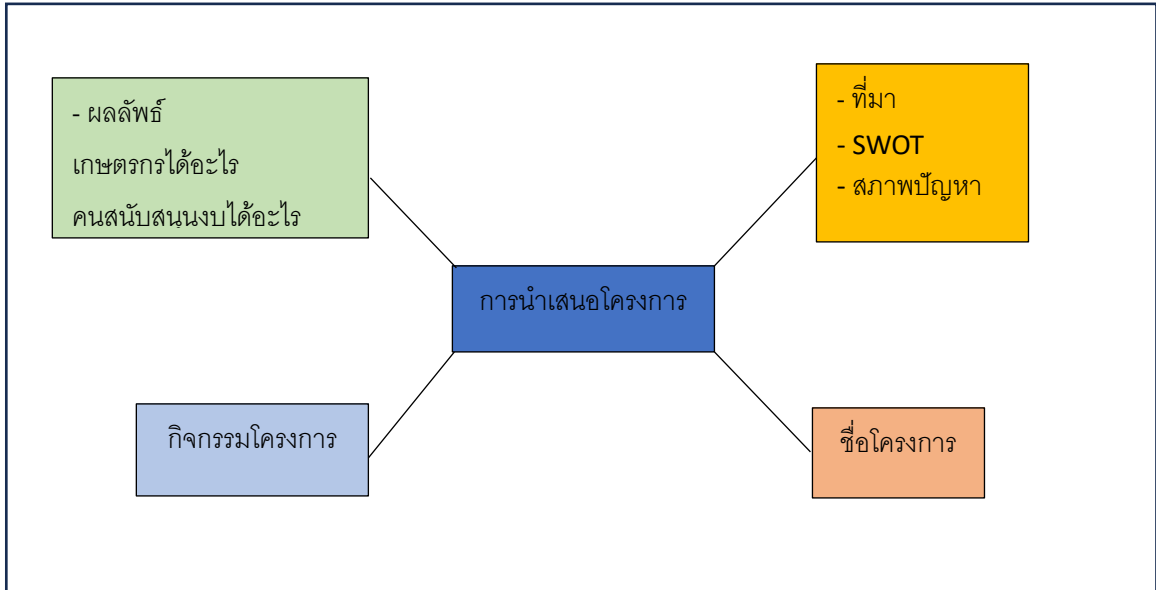 - ผลลัพธ์
เกษตรกรได้อะไร
คนสนับสนุนงบได้อะไร
- ที่มา
- SWOT
- สภาพปัญหา
การนำเสนอโครงการ
กิจกรรมโครงการ
ชื่อโครงการ